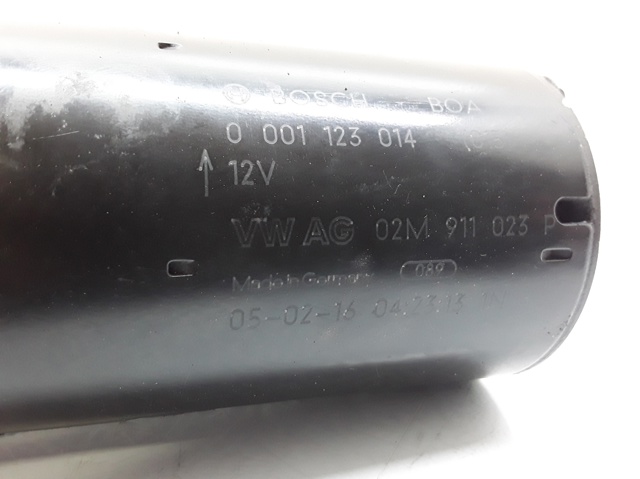 BOSCH BOA
0 001 123 014
12V
VW AG 02M 911 023 P
Made in Germany 089
05-02-16